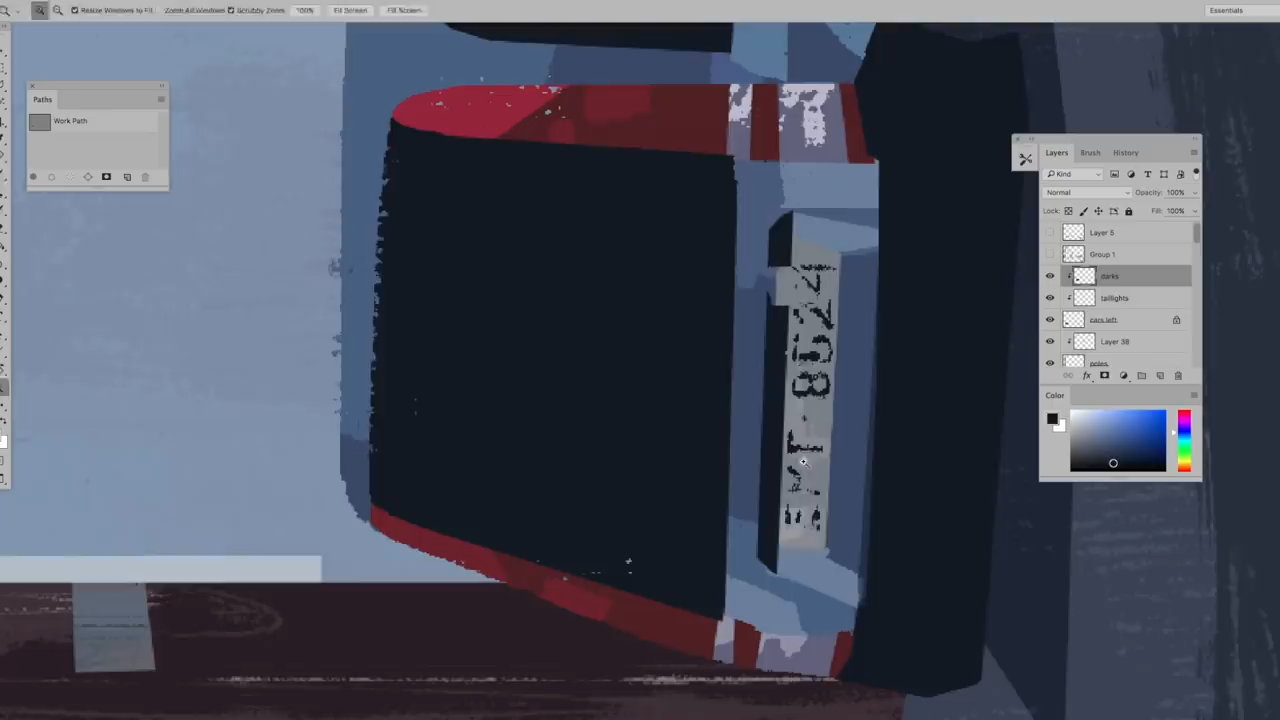 Resize Windows to Fit
Zoom All Windows
Scrubby Zoom
100%
Fit Screen
Fill Screen
Essentials
Paths
Work Path
Layers Brush History
Kind
Normal
Opacity: 100%
Lock:
Fill: 100%
Layer 5
Group 1
darks
taillights
cars left
Layer 38
poles
fx
Color